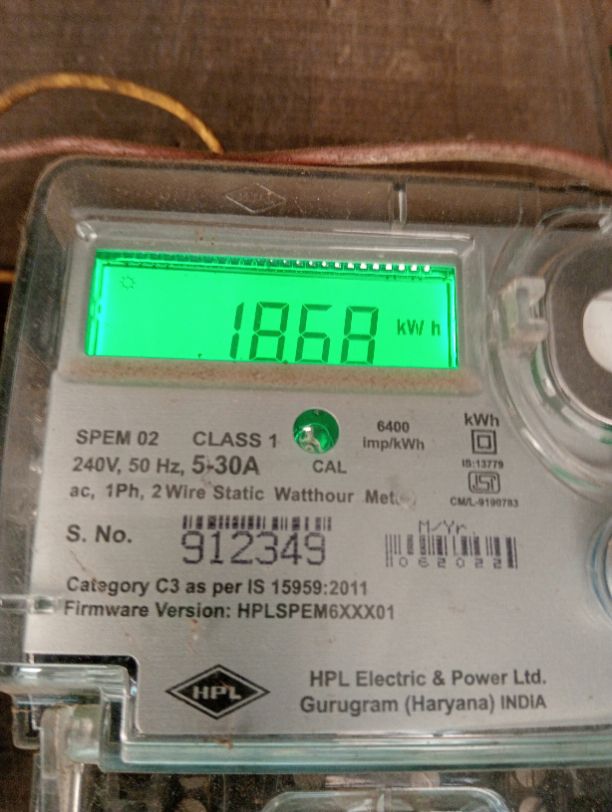 1868 kW h
SPEM 02 CLASS 1 6400 imp/kWh kWh
240V, 50 Hz, 5-30A CAL IS:13779
ac, 1Ph, 2 Wire Static Watthour CM/L-9190783
S. No. 912349 M/Yr 062022
Category C3 as per IS 15959:2011
Firmware Version: HPLSPEM6XXX01
HPL HPL Electric & Power Ltd.
Gurugram (Haryana) INDIA